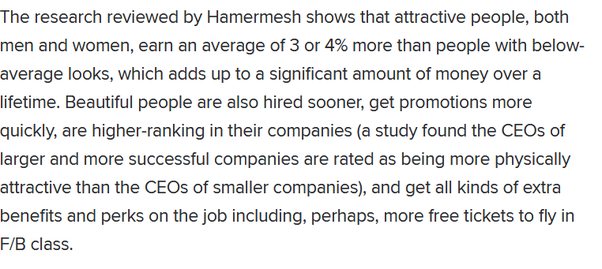 The research reviewed by Hamermesh shows that attractive people, both
men and women, earn an average of 3 or 4% more than people with below-
average looks, which adds up to a significant amount of money over a
lifetime. Beautiful people are also hired sooner, get promotions more
quickly, are higher-ranking in their companies (a study found the CEOs of
larger and more successful companies are rated as being more physically
attractive than the CEOs of smaller companies), and get all kinds of extra
benefits and perks on the job including, perhaps, more free tickets to fly in
F/B class.